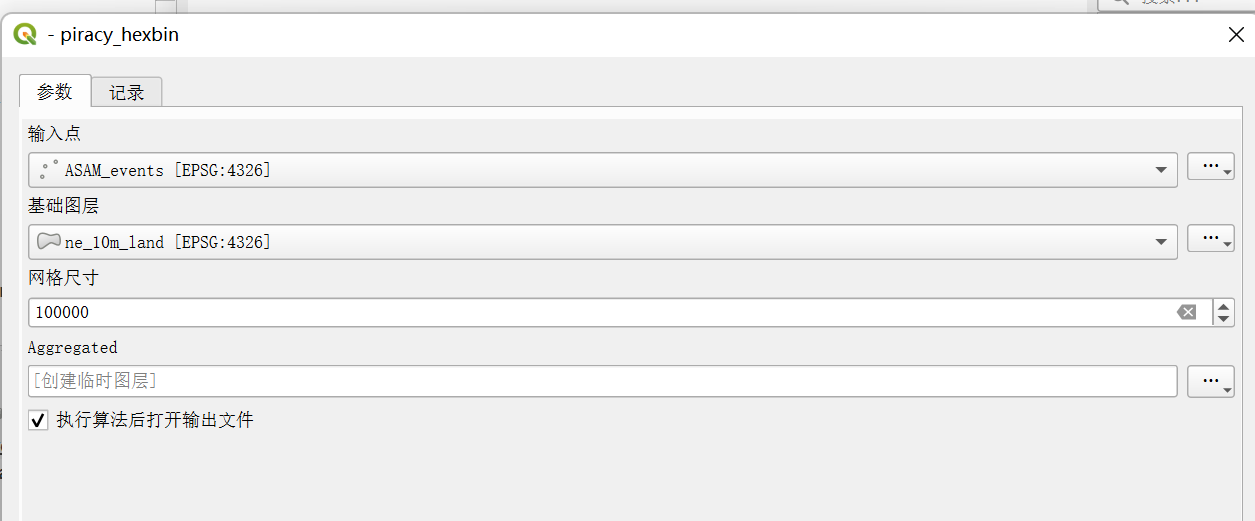 搜索...
- piracy_hexbin
参数 记录
输入点
ASAM_events [EPSG:4326]
...
基础图层
ne_10m_land [EPSG:4326]
...
网格尺寸
100000
Aggregated
[创建临时图层]
...
执行算法后打开输出文件